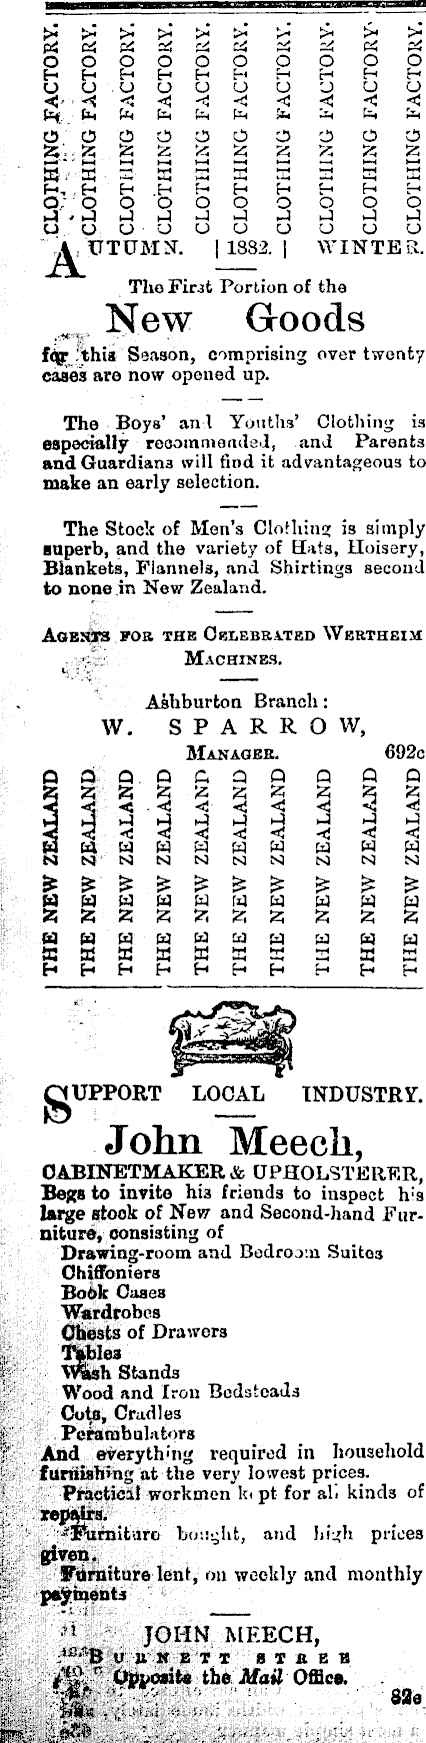 CLOTHING FACTORY.
CLOTHING FACTORY.
CLOTHING FACTORY.
CLOTHING FACTORY.
CLOTHING FACTORY.
CLOTHING FACTORY.
CLOTHING FACTORY.
CLOTHING FACTORY.
CLOTHING FACTORY.
CLOTHING FACTORY.
AUTUMN. | 1882. | WINTER.
The First Portion of the
New Goods
for this Season, comprising over twenty
cases are now opened up.
The Boys' and Youths' Clothing is
especially recommended, and Parents
and Guardians will find it advantageous to
make an early selection.
The Stock of Men's Clothing is simply
superb, and the variety of Hats, Hoisery,
Blankets, Flannels, and Shirtings second
to none in New Zealand.
AGENTS FOR THE CELEBRATED WERTHEIM
MACHINES.
Ashburton Branch:
W. SPARROW,
MANAGER. 692c
THE NEW ZEALAND
THE NEW ZEALAND
THE NEW ZEALAND
THE NEW ZEALAND
THE NEW ZEALAND
THE NEW ZEALAND
THE NEW ZEALAND
THE NEW ZEALAND
THE NEW ZEALAND
THE NEW ZEALAND
SUPPORT LOCAL INDUSTRY.
John Meech,
CABINETMAKER & UPHOLSTERER,
Begs to invite his friends to inspect his
large stock of New and Second-hand Fur-
niture, consisting of
Drawing-room and Bedroom Suites
Chiffoniers
Book Cases
Wardrobes
Chests of Drawers
Tables
Wash Stands
Wood and Iron Bedsteads
Cots, Cradles
Perambulators
And everything required in household
furnishing at the very lowest prices.
Practical workmen kept for all kinds of
repairs.
Furniture bought, and high prices
given.
Furniture lent, on weekly and monthly
payments
JOHN MEECH,
BURNETT STREE
Opposite the Mail Office.
82e